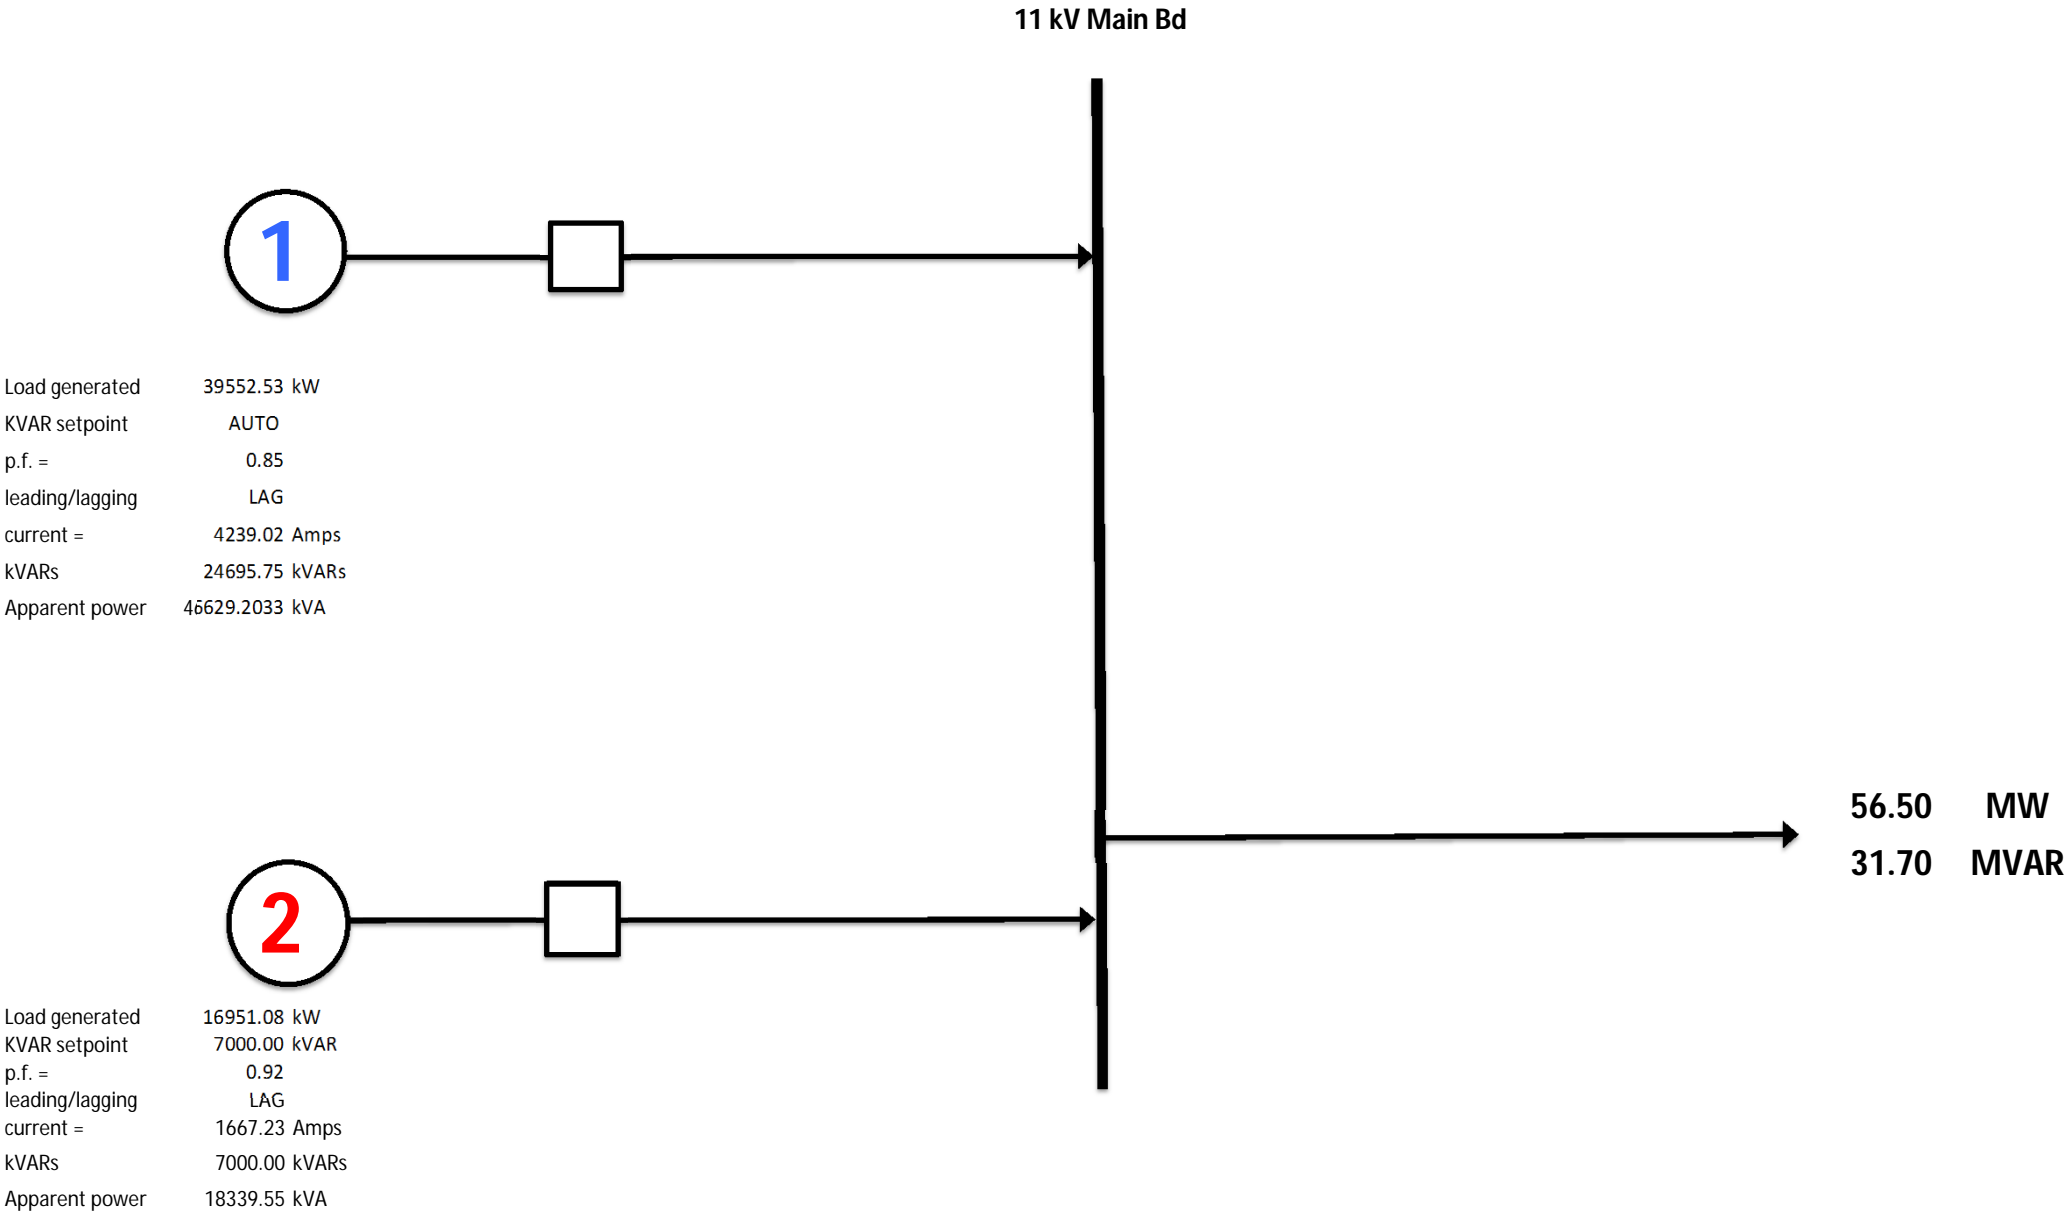 11 kV Main Bd
1
Load generated 39552.53 kW
KVAR setpoint AUTO
p.f. = 0.85
leading/lagging LAG
current = 4239.02 Amps
kVARs 24695.75 kVARs
Apparent power 46629.2033 kVA
56.50 MW
31.70 MVAR
2
Load generated 16951.08 kW
KVAR setpoint 7000.00 kVAR
p.f. = 0.92
leading/lagging LAG
current = 1667.23 Amps
kVARs 7000.00 kVARs
Apparent power 18339.55 kVA